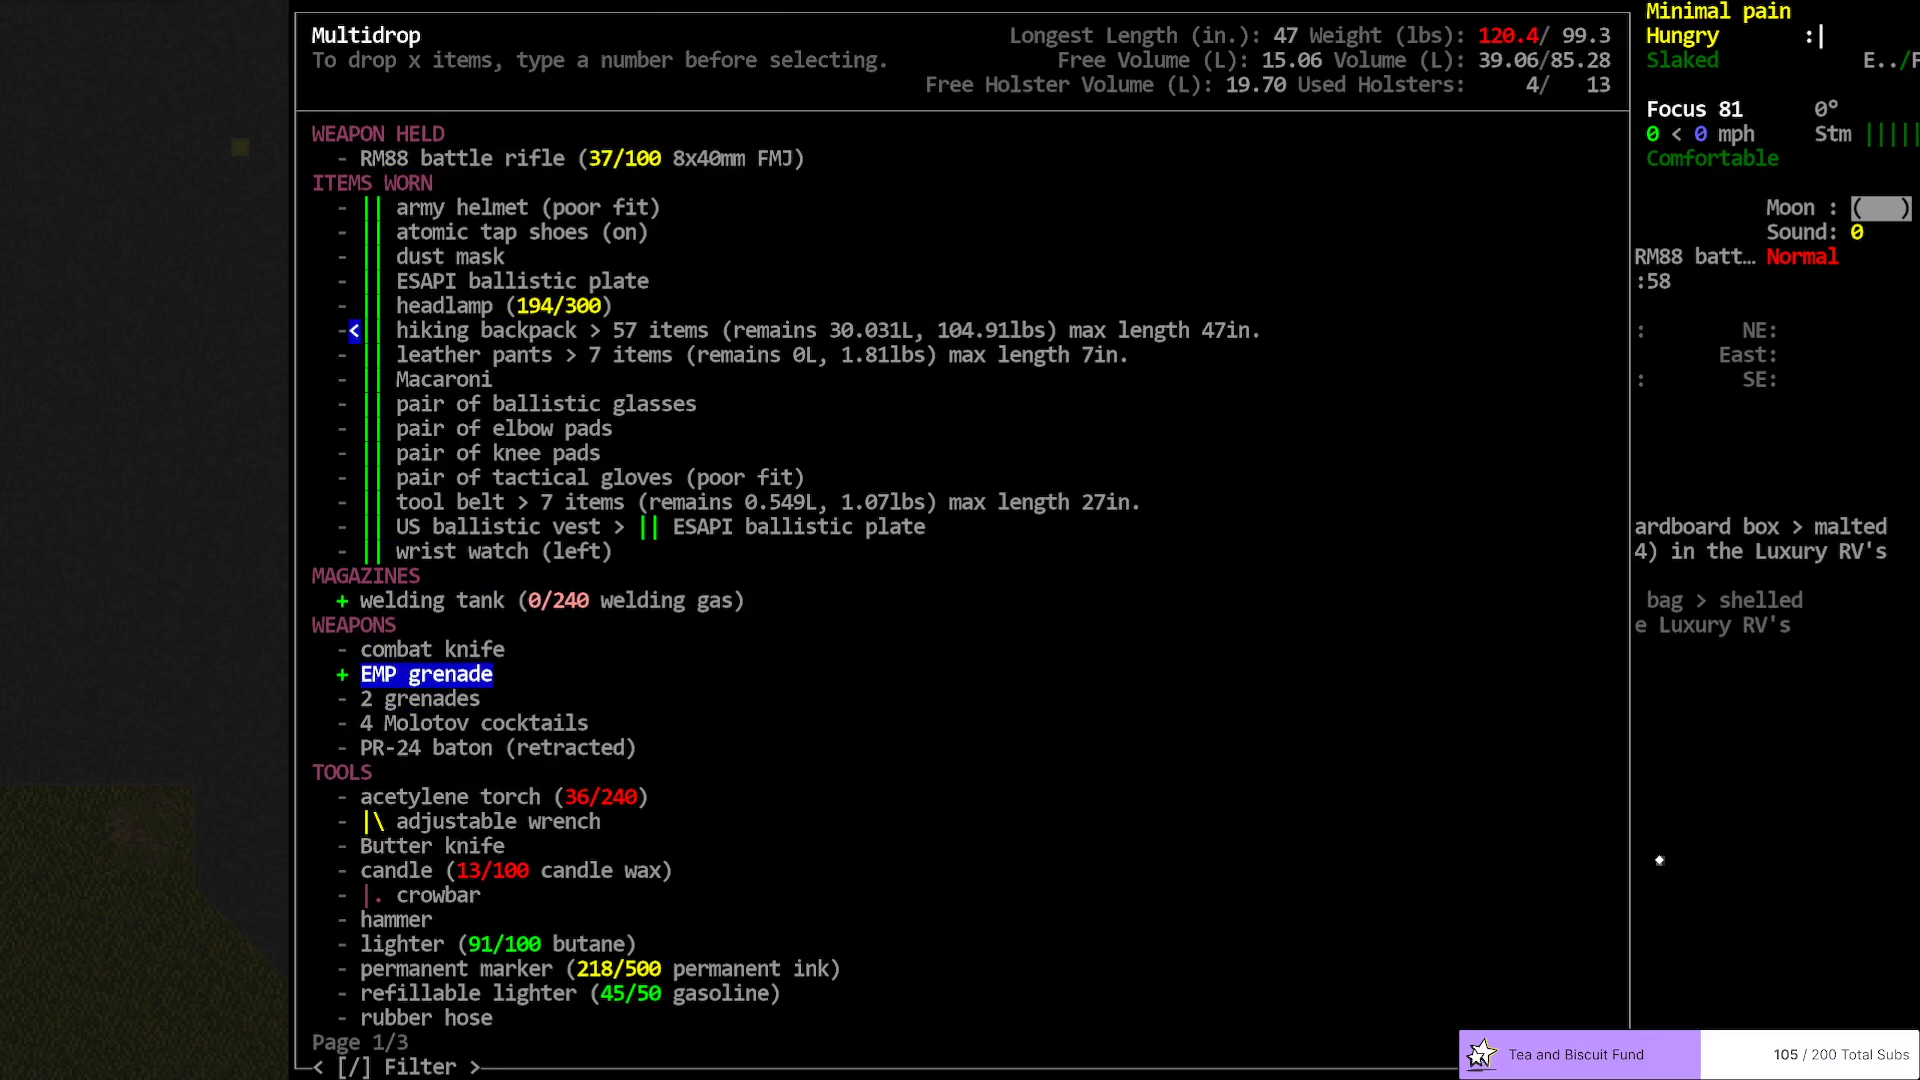 Multidrop
To drop x items, type a number before selecting.
Longest Length (in.): 47 Weight (lbs): 120.4/ 99.3
Free Volume (L): 15.06 Volume (L): 39.06/85.28
Free Holster Volume (L): 19.70 Used Holsters: 4/ 13
WEAPON HELD
- RM88 battle rifle (37/100 8x40mm FMJ)
ITEMS WORN
- || army helmet (poor fit)
- || atomic tap shoes (on)
- || dust mask
- || ESAPI ballistic plate
- || headlamp (194/300)
-<|| hiking backpack > 57 items (remains 30.031L, 104.91lbs) max length 47in.
- || leather pants > 7 items (remains 0L, 1.81lbs) max length 7in.
- || Macaroni
- || pair of ballistic glasses
- || pair of elbow pads
- || pair of knee pads
- || pair of tactical gloves (poor fit)
- || tool belt > 7 items (remains 0.549L, 1.07lbs) max length 27in.
- || US ballistic vest > || ESAPI ballistic plate
- || wrist watch (left)
MAGAZINES
+ welding tank (0/240 welding gas)
WEAPONS
- combat knife
+ EMP grenade
- 2 grenades
- 4 Molotov cocktails
- PR-24 baton (retracted)
TOOLS
- acetylene torch (36/240)
- |\ adjustable wrench
- Butter knife
- candle (13/100 candle wax)
- |. crowbar
- hammer
- lighter (91/100 butane)
- permanent marker (218/500 permanent ink)
- refillable lighter (45/50 gasoline)
- rubber hose
Page 1/3
< [/] Filter >
Minimal pain
Hungry :|
Slaked E../F
Focus 81 0°
0 < 0 mph Stm |||||
Comfortable
Moon : ( )
Sound: 0
RM88 batt… Normal
:58
: NE:
East:
: SE:
ardboard box > malted
4) in the Luxury RV's
bag > shelled
e Luxury RV's
Tea and Biscuit Fund 105 / 200 Total Subs